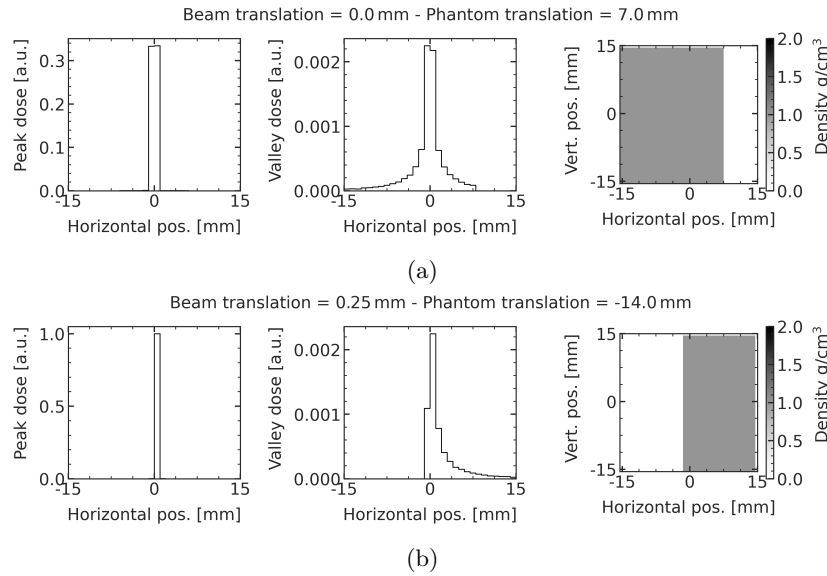 Beam translation = 0.0 mm - Phantom translation = 7.0 mm
Peak dose [a.u.]
0.3
0.2
0.1
0.0
-15 0 15
Horizontal pos. [mm]
Valley dose [a.u.]
0.002
0.001
0.000
-15 0 15
Horizontal pos. [mm]
Vert. pos. [mm]
15
0
-15
-15 0 15
Horizontal pos. [mm]
2.0
1.5
1.0
0.5
0.0
Density g/cm³
(a)
Beam translation = 0.25 mm - Phantom translation = -14.0 mm
Peak dose [a.u.]
1.0
0.5
0.0
-15 0 15
Horizontal pos. [mm]
Valley dose [a.u.]
0.002
0.001
0.000
-15 0 15
Horizontal pos. [mm]
Vert. pos. [mm]
15
0
-15
-15 0 15
Horizontal pos. [mm]
2.0
1.5
1.0
0.5
0.0
Density g/cm³
(b)